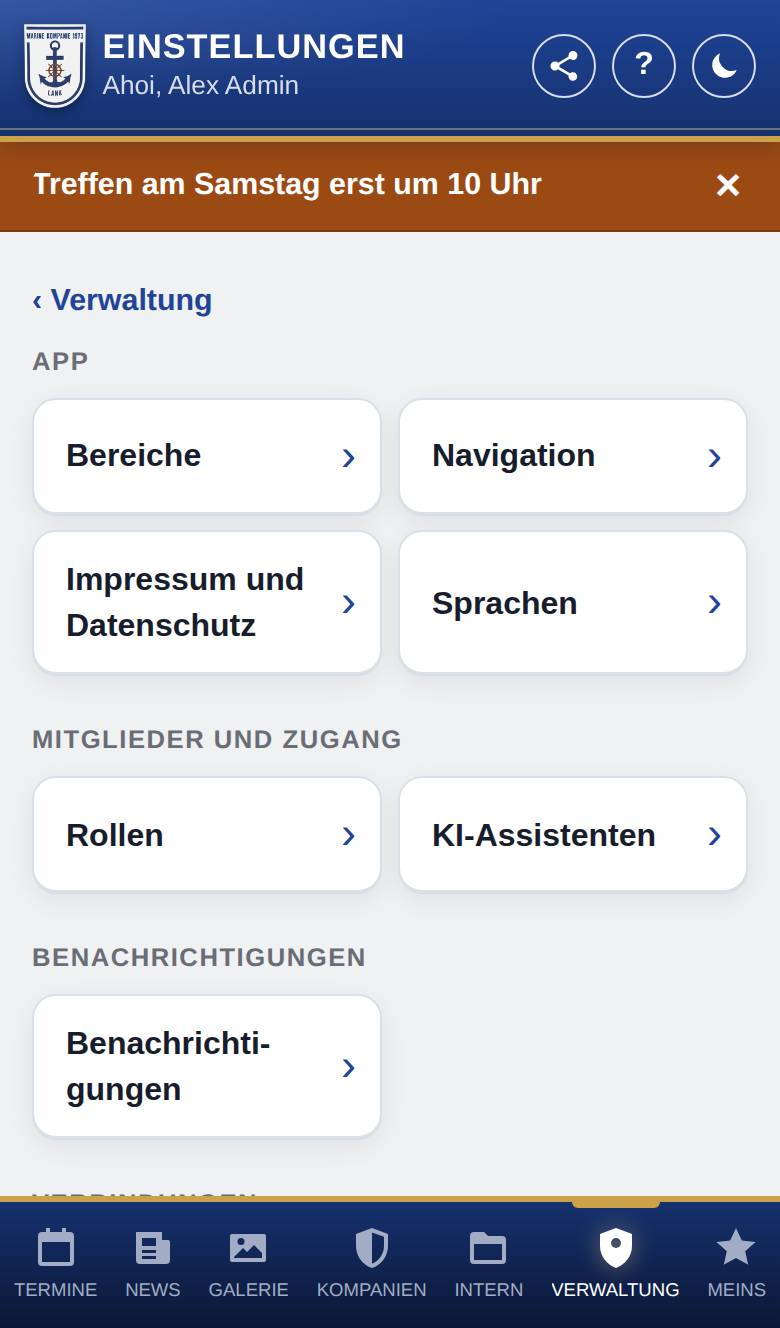 MARINE KOMPANIE 1973
LANK
EINSTELLUNGEN
Ahoi, Alex Admin
?
Treffen am Samstag erst um 10 Uhr
×
‹ Verwaltung
APP
Bereiche ›
Navigation ›
Impressum und
Datenschutz ›
Sprachen ›
MITGLIEDER UND ZUGANG
Rollen ›
KI-Assistenten ›
BENACHRICHTIGUNGEN
Benachrichti-
gungen ›
TERMINE
NEWS
GALERIE
KOMPANIEN
INTERN
VERWALTUNG
MEINS